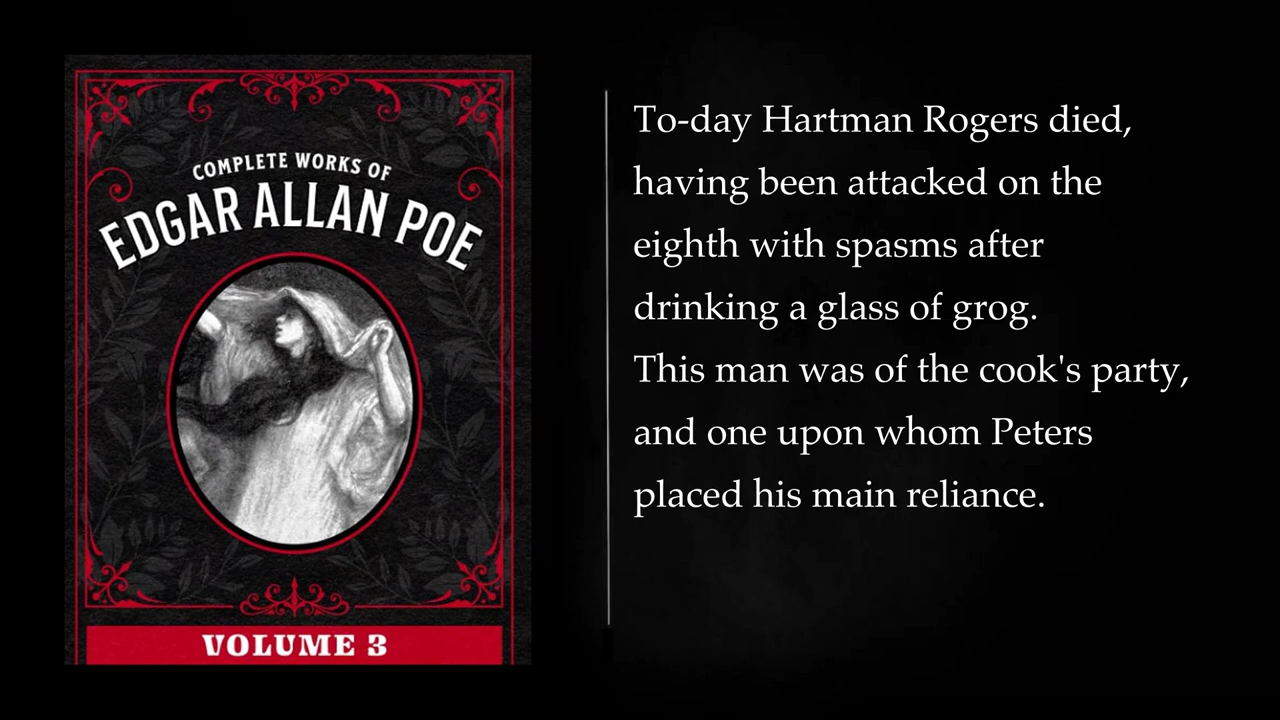 COMPLETE WORKS OF
EDGAR ALLAN POE
VOLUME 3
To-day Hartman Rogers died,
having been attacked on the
eighth with spasms after
drinking a glass of grog.
This man was of the cook's party,
and one upon whom Peters
placed his main reliance.